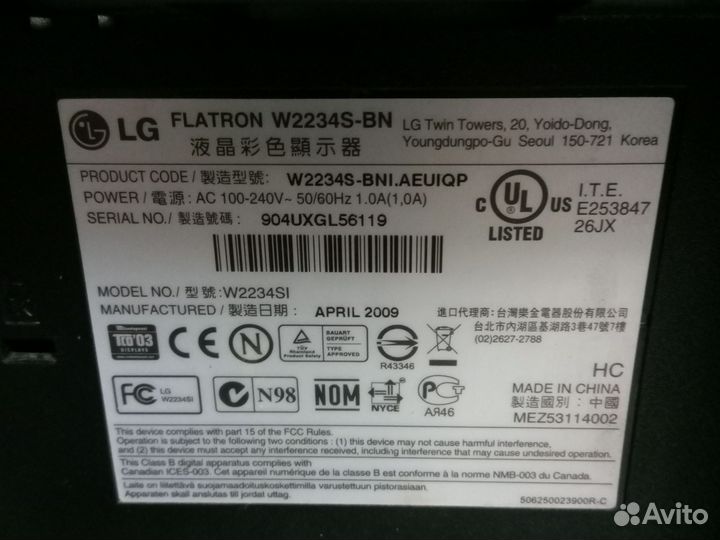 LG FLATRON W2234S-BN
液晶彩色顯示器
LG Twin Towers, 20, Yoido-Dong,
Youngdungpo-Gu Seoul 150-721 Korea
PRODUCT CODE / 製造型號: W2234S-BNI.AEUIQP
POWER / 電源: AC 100-240V~ 50/60Hz 1.0A(1,0A)
SERIAL NO./ 製造號碼: 904UXGL56119
C UL US
LISTED
I.T.E.
E253847
26JX
MODEL NO./ 型號:W2234SI
MANUFACTURED / 製造日期: APRIL 2009
進口代理商: 台灣樂金電器股份有限公司
台北市內湖區基湖路3巷47號7樓
(02)2627-2788
TCO'03
DISPLAYS
CE
N
TÜVRheinland
Product Safety
BAUART
GEPRÜFT
TYPE
APPROVED
R43346
FC LG
W2234SI
N98
NOM
NYCE
PCT
АЯ46
HC
MADE IN CHINA
製造國別: 中國
MEZ53114002
This device complies with part 15 of the FCC Rules.
Operation is subject to the following two conditions : (1) this device may not cause harmful interference,
and (2) this device must accept any interference received, including interference that may cause undesired operation.
This Class B digital apparatus complies with
Canadian ICES-003. Cet appareil numérique de la classe B est conforme à la norme NMB-003 du Canada.
Laite on liitettävä suojamaadoituskoskettimilla varustettuun pistorasiaan.
Apparaten skall anslutas till jordat uttag.
506250023900R-C
Avito